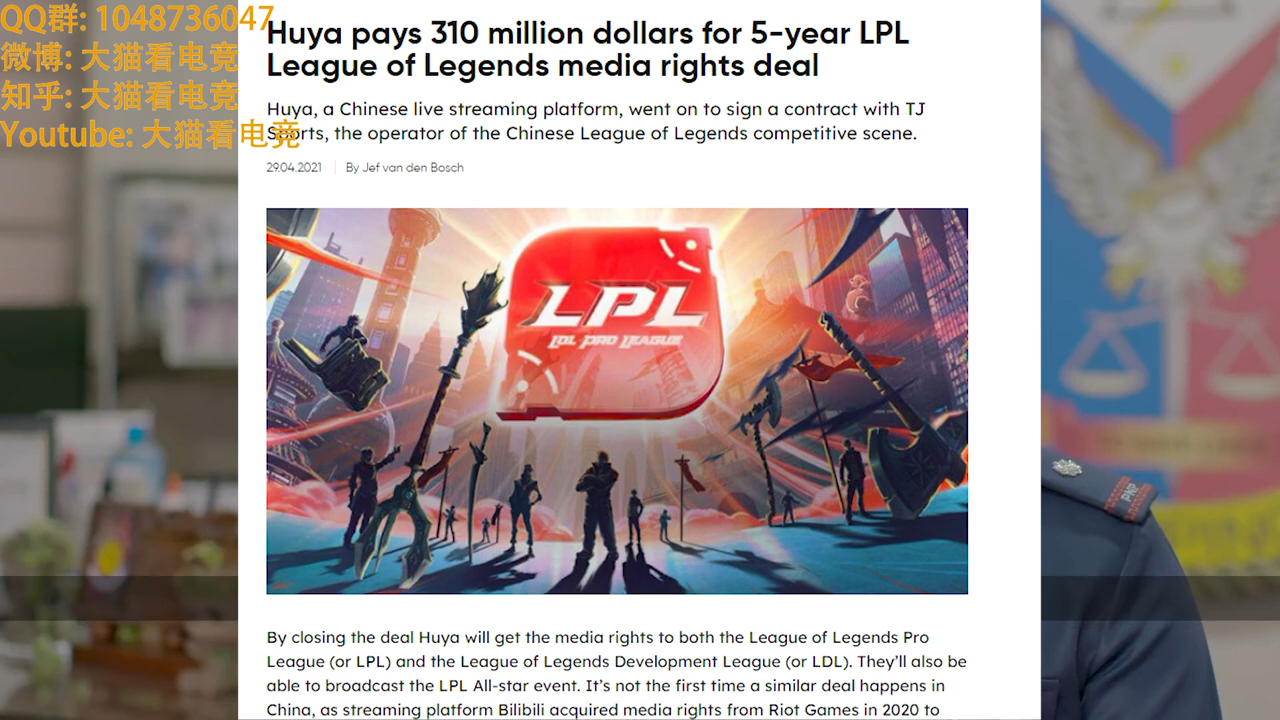 QQ群: 1048736047
微博: 大猫看电竞
知乎: 大猫看电竞
Youtube: 大猫看电竞
Huya pays 310 million dollars for 5-year LPL
League of Legends media rights deal
Huya, a Chinese live streaming platform, went on to sign a contract with TJ
Sports, the operator of the Chinese League of Legends competitive scene.
29.04.2021 By Jef van den Bosch
LPL
LOL PRO LEAGUE
By closing the deal Huya will get the media rights to both the League of Legends Pro
League (or LPL) and the League of Legends Development League (or LDL). They'll also be
able to broadcast the LPL All-star event. It's not the first time a similar deal happens in
China, as streaming platform Bilibili acquired media rights from Riot Games in 2020 to
PNP